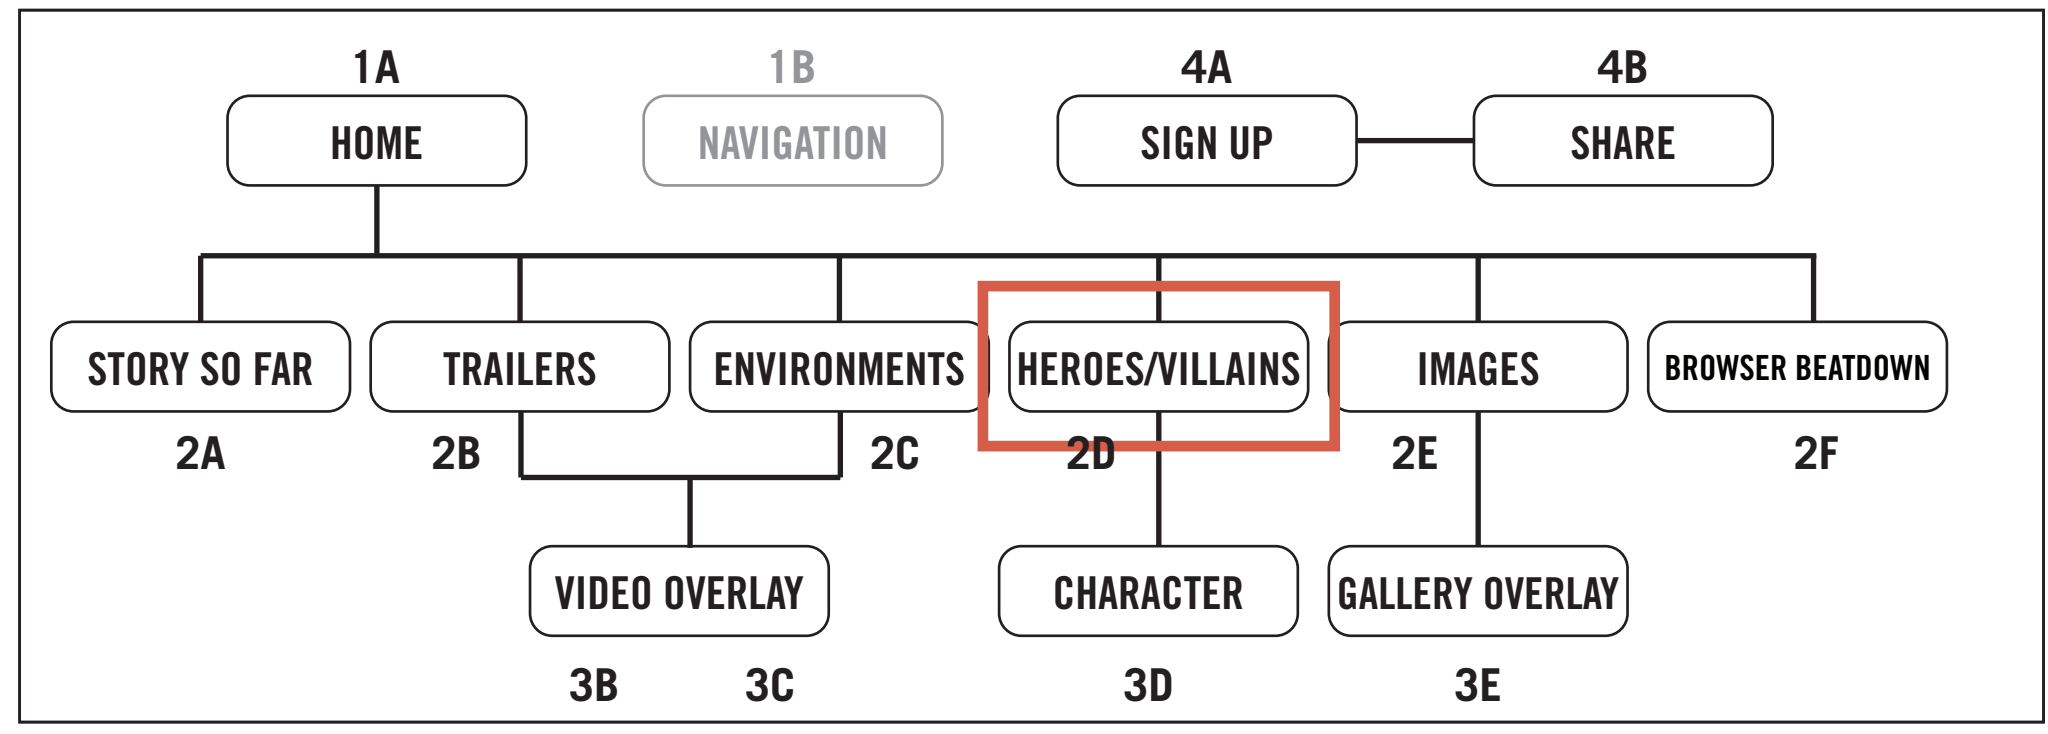 1A
1B
4A
4B
HOME
NAVIGATION
SIGN UP
SHARE
STORY SO FAR
TRAILERS
ENVIRONMENTS
HEROES/VILLAINS
IMAGES
BROWSER BEATDOWN
2A
2B
2C
2D
2E
2F
VIDEO OVERLAY
CHARACTER
GALLERY OVERLAY
3B
3C
3D
3E